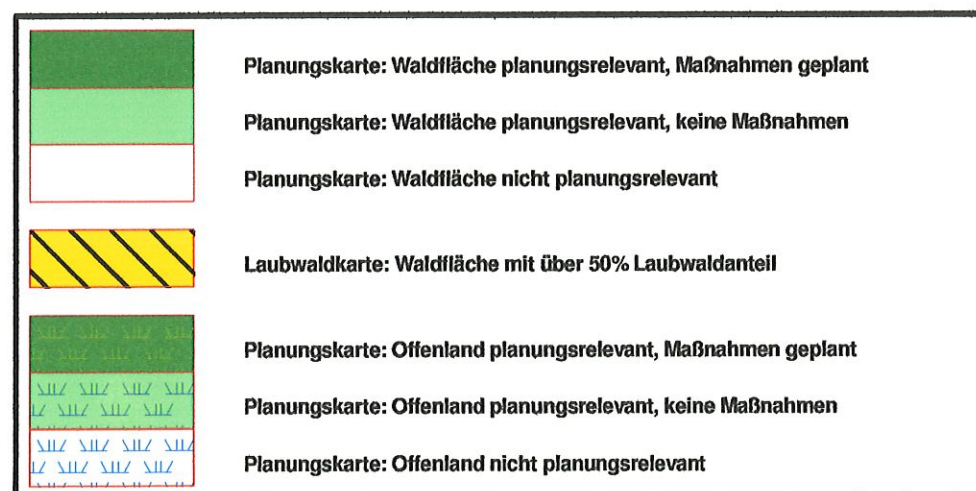 Planungskarte: Waldfläche planungsrelevant, Maßnahmen geplant
Planungskarte: Waldfläche planungsrelevant, keine Maßnahmen
Planungskarte: Waldfläche nicht planungsrelevant
Laubwaldkarte: Waldfläche mit über 50% Laubwaldanteil
Planungskarte: Offenland planungsrelevant, Maßnahmen geplant
Planungskarte: Offenland planungsrelevant, keine Maßnahmen
Planungskarte: Offenland nicht planungsrelevant